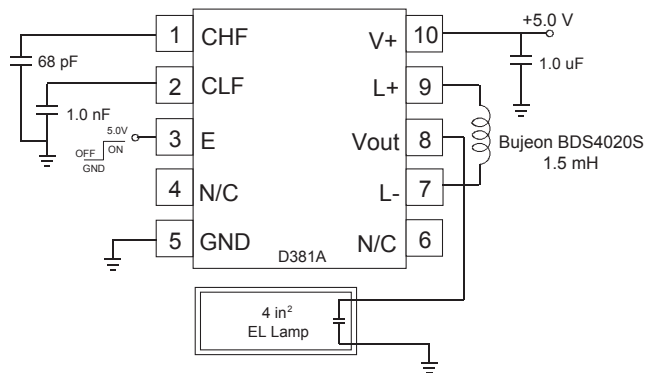 +5.0 V
1 CHF
V+ 10
68 pF
1.0 uF
2 CLF
L+ 9
1.0 nF
5.0V
OFF ON
GND
3 E
Vout 8
Bujeon BDS4020S
1.5 mH
4 N/C
L- 7
5 GND
N/C 6
D381A
4 in²
EL Lamp